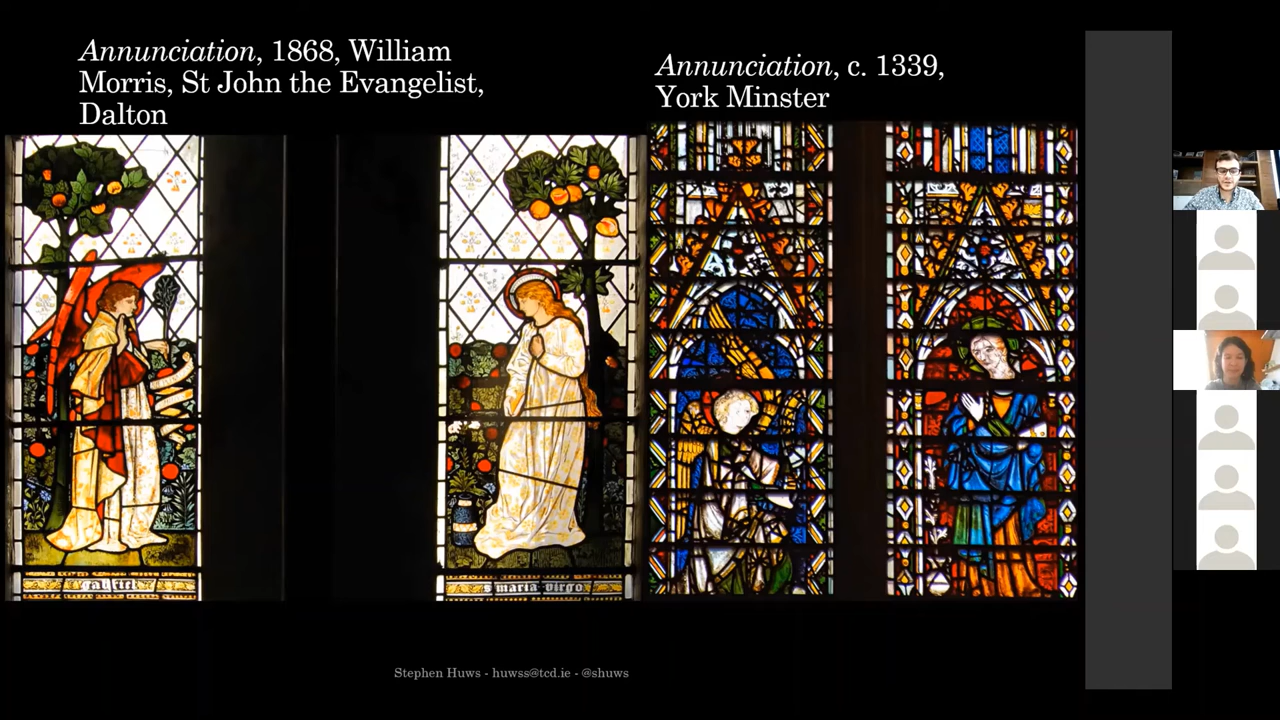 Annunciation, 1868, William
Morris, St John the Evangelist,
Dalton
Annunciation, c. 1339,
York Minster
gabriel
s maria virgo
Stephen Huws - huwss@tcd.ie - @shuws